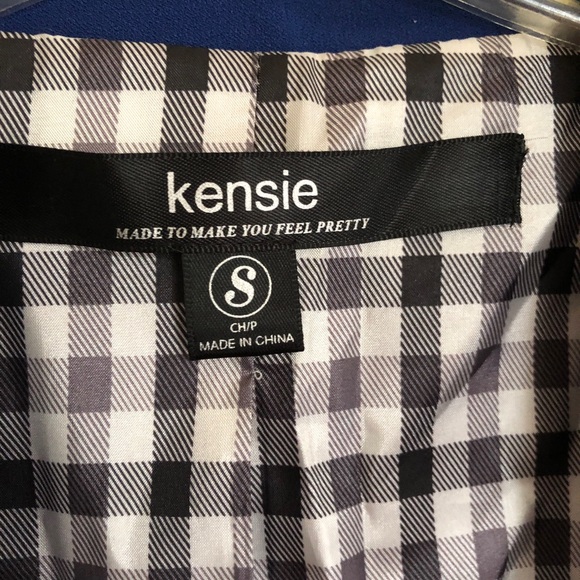 kensie
MADE TO MAKE YOU FEEL PRETTY
S
CH/P
MADE IN CHINA